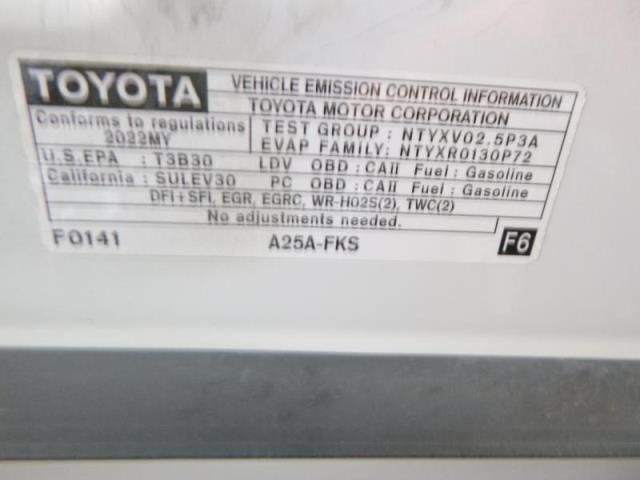 TOYOTA VEHICLE EMISSION CONTROL INFORMATION
TOYOTA MOTOR CORPORATION
Conforms to regulations TEST GROUP : NTYXV02.5P3A
2022MY EVAP FAMILY: NTYXR0130P72
U.S.EPA : T3B30 LDV OBD : CAII Fuel : Gasoline
California : SULEV30 PC OBD : CAII Fuel : Gasoline
DFI+SFI, EGR, EGRC, WR-HO2S(2), TWC(2)
No adjustments needed.
F0141 A25A-FKS F6